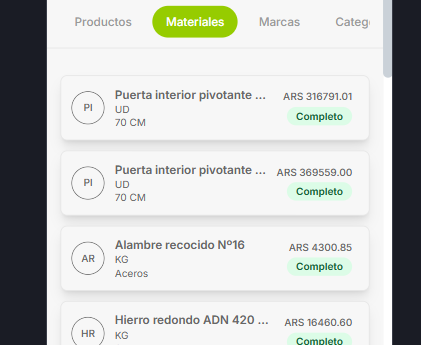 Productos Materiales Marcas Categ
PI Puerta interior pivotante ... ARS 316791.01
UD
70 CM
Completo
PI Puerta interior pivotante ... ARS 369559.00
UD
70 CM
Completo
AR Alambre recocido Nº16 ARS 4300.85
KG
Aceros
Completo
HR Hierro redondo ADN 420 ... ARS 16460.60
KG
Completo